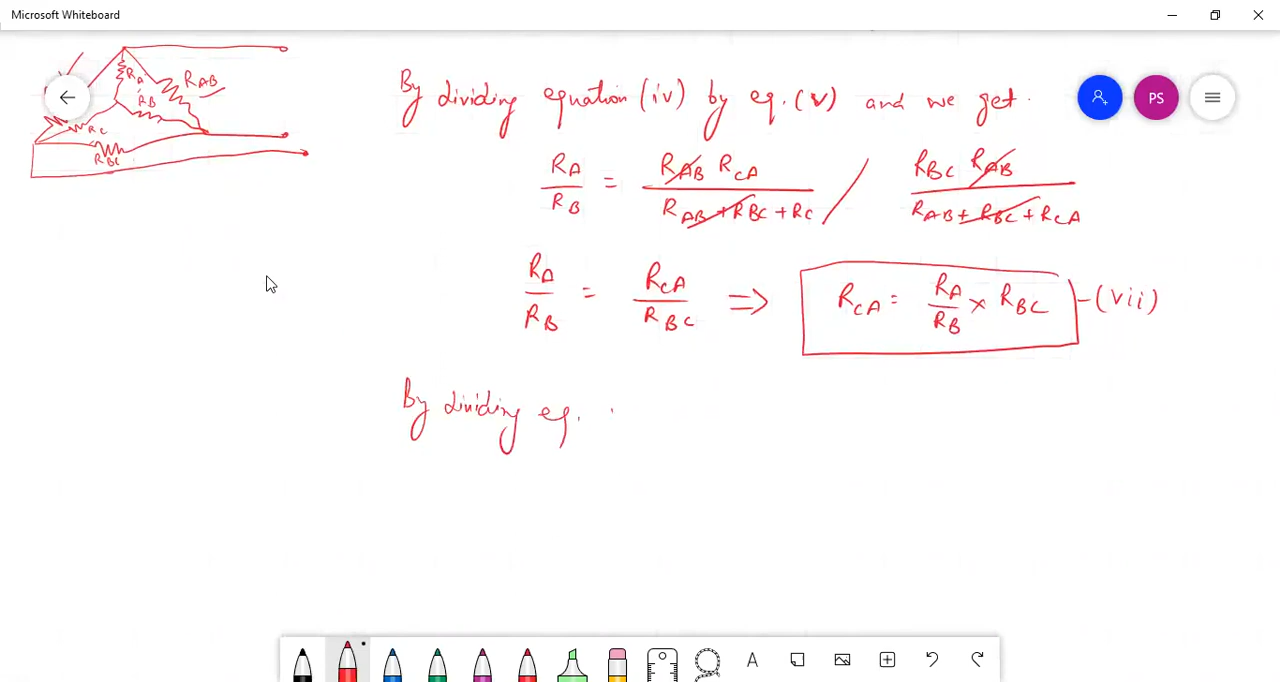 Microsoft Whiteboard
RA
RB
RC
RAB
RBC
By dividing equation (iv) by eq. (v) and we get.
PS
RA/RB = RAB RCA / RAB + RBC + RC / RBC RAB / RAB + RBC + RCA
RA/RB = RCA/RBC ⇒ RCA = RA/RB × RBC -(vii)
By dividing eq.
A